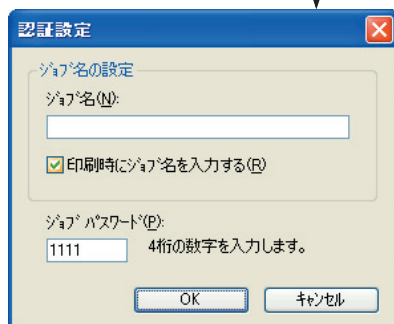 認証設定
ｼﾞｮﾌﾞ名の設定
ｼﾞｮﾌﾞ名(N):
印刷時にｼﾞｮﾌﾞ名を入力する(R)
ｼﾞｮﾌﾞ ﾊﾟｽﾜｰﾄﾞ(P):
1111 4桁の数字を入力します。
OK ｷｬﾝｾﾙ